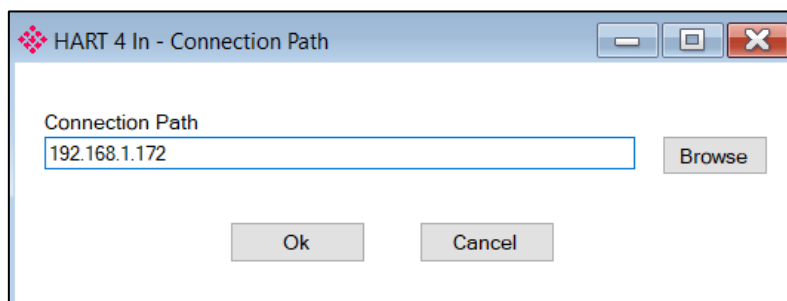 HART 4 In - Connection Path
Connection Path
192.168.1.172
Browse
Ok
Cancel